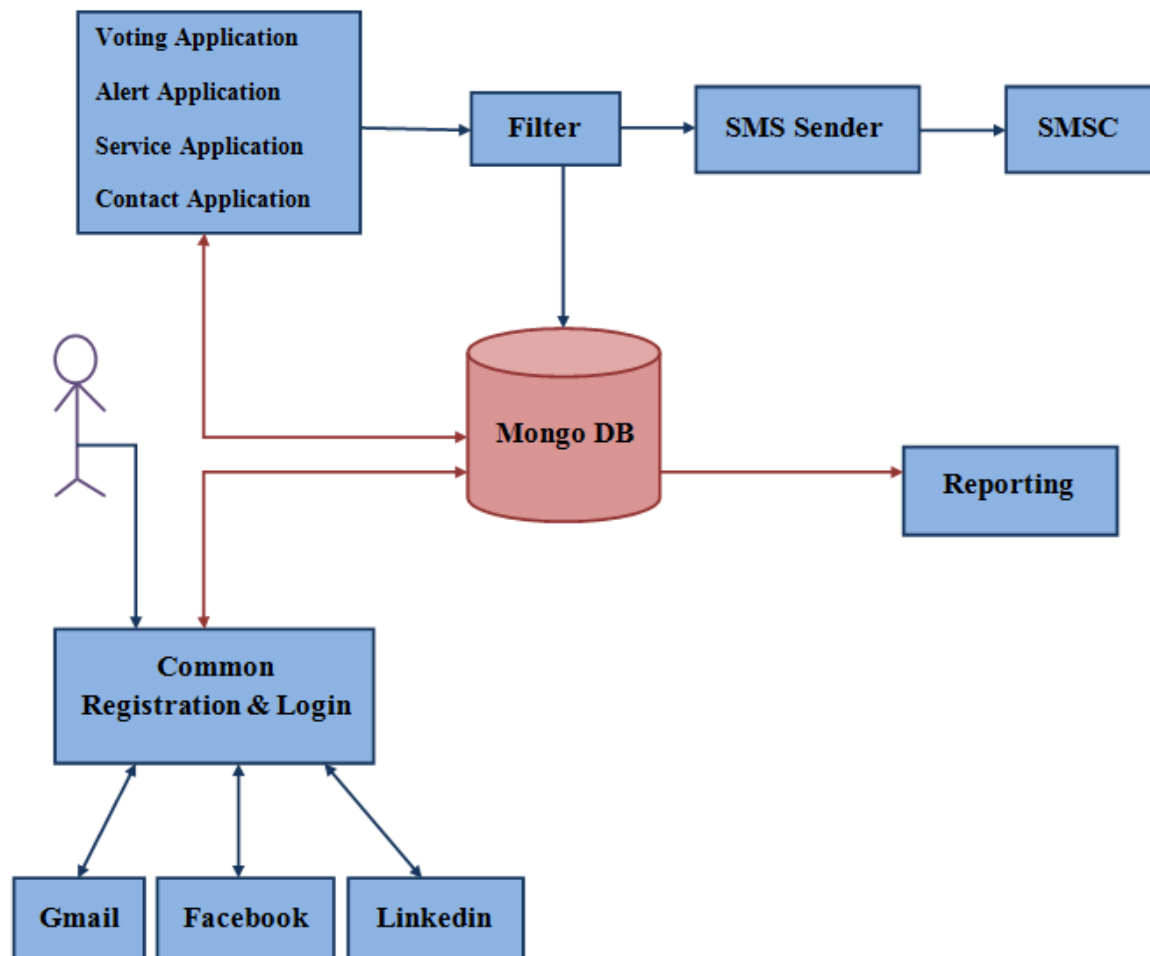 Voting Application
Alert Application
Service Application
Contact Application
Filter
SMS Sender
SMSC
Mongo DB
Reporting
Common
Registration & Login
Gmail
Facebook
Linkedin